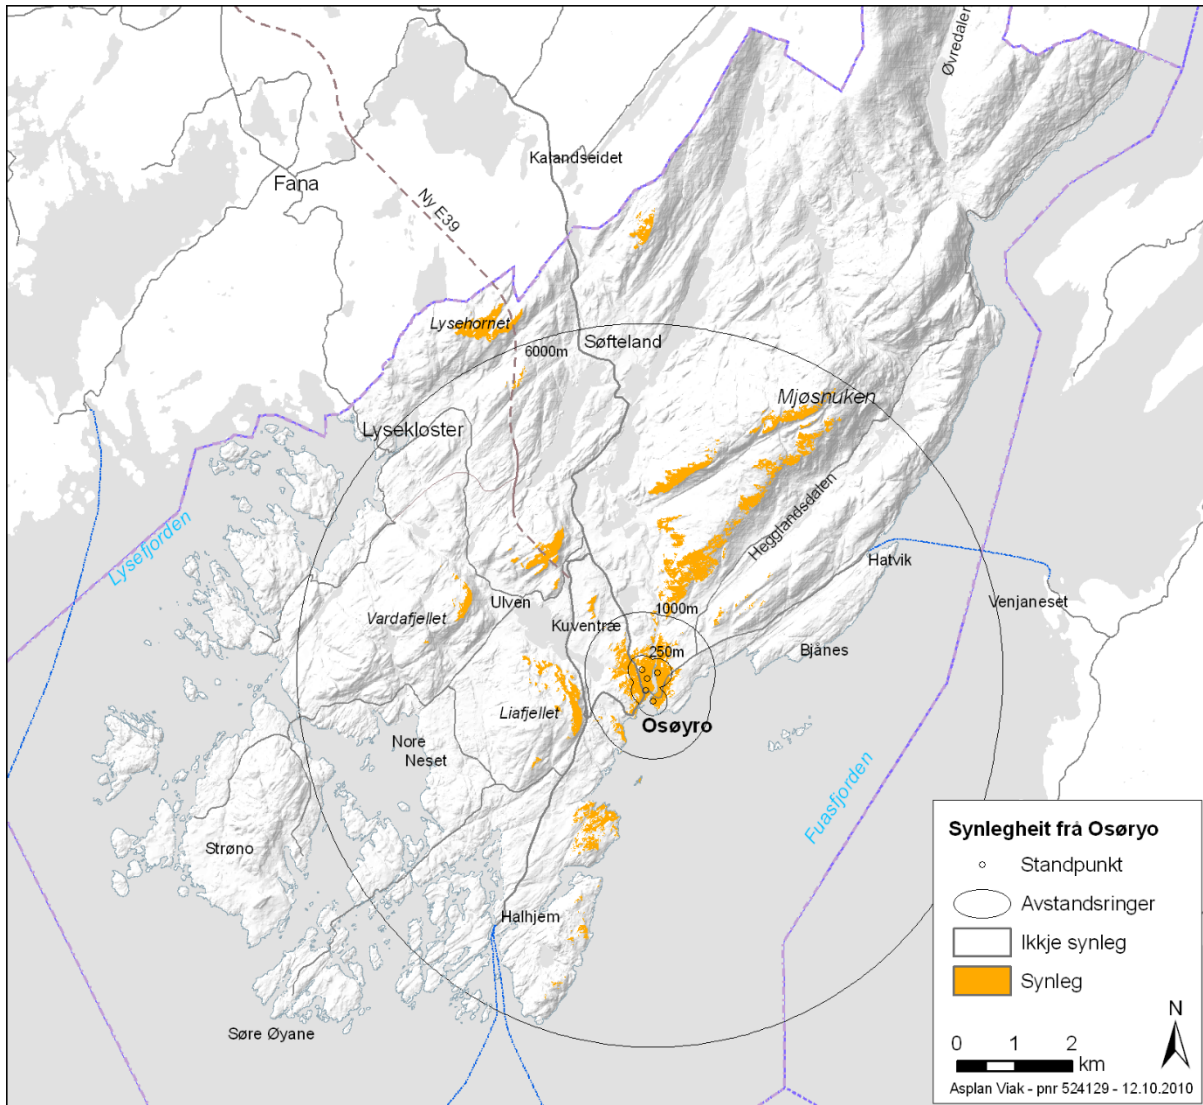 Øvredalen
Kalandseidet
Fana
Ny E39
Lysehornet
Søfteland
6000m
Mjøsnuken
Lysekloster
Lysefjorden
Hegglandsdalen
Hatvik
Ulven
Venjaneset
1000m
Vardafjellet
Kuventræ
250m
Bjånes
Liafjellet
Osøyro
Nore
Neset
Fuasfjorden
Strøno
Halhjem
Søre Øyane
Synlegheit frå Osøryo
Standpunkt
Avstandsringer
Ikkje synleg
Synleg
N
0 1 2
km
Asplan Viak - pnr 524129 - 12.10.2010